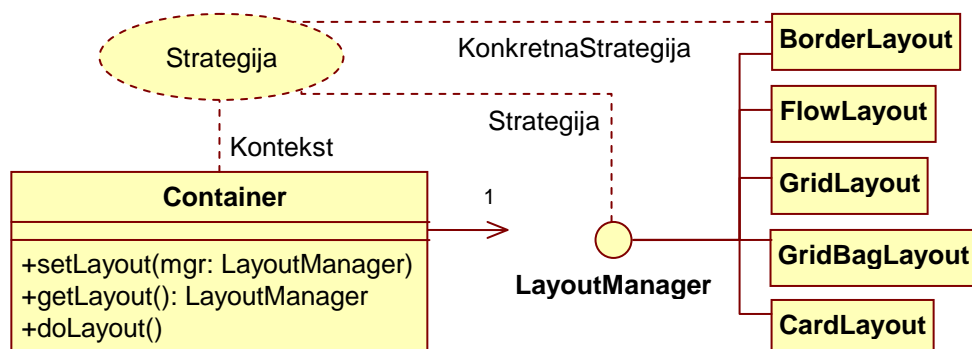 Strategija
KonkretnaStrategija
BorderLayout
Strategija
FlowLayout
Kontekst
Container
1
GridLayout
+setLayout(mgr: LayoutManager)
+getLayout(): LayoutManager
+doLayout()
LayoutManager
GridBagLayout
CardLayout